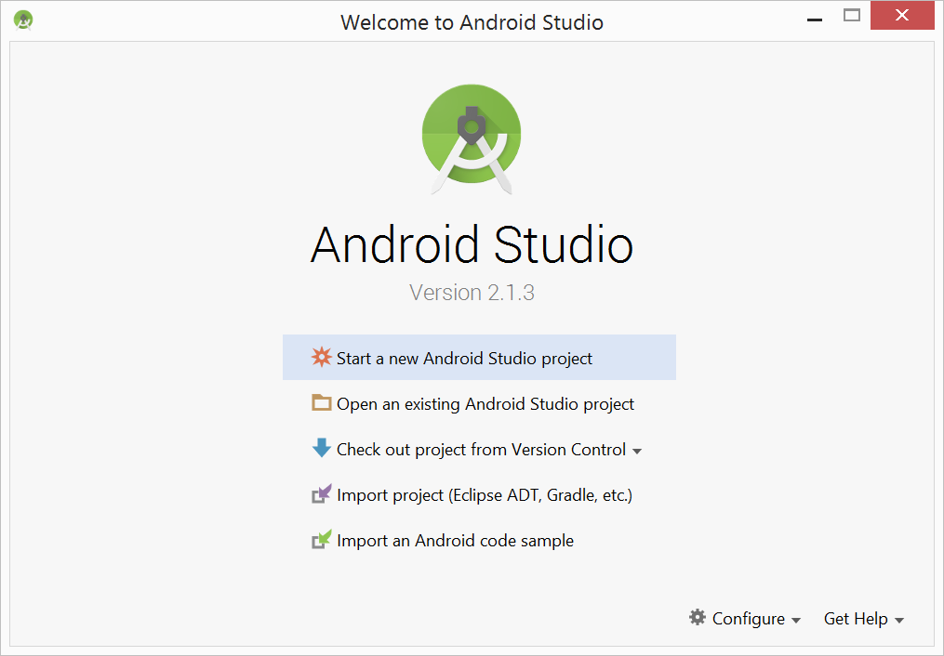 Welcome to Android Studio
Android Studio
Version 2.1.3
Start a new Android Studio project
Open an existing Android Studio project
Check out project from Version Control
Import project (Eclipse ADT, Gradle, etc.)
Import an Android code sample
Configure Get Help